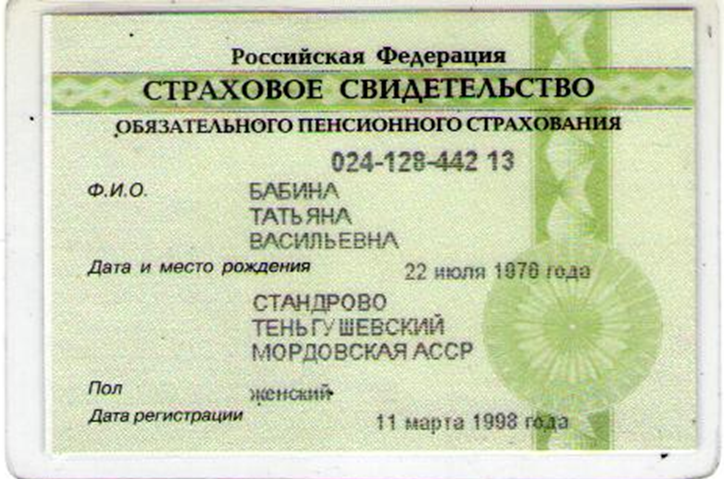 Российская Федерация
СТРАХОВОЕ СВИДЕТЕЛЬСТВО
ОБЯЗАТЕЛЬНОГО ПЕНСИОННОГО СТРАХОВАНИЯ
024-128-442 13
Ф.И.О. БАБИНА
ТАТЬЯНА
ВАСИЛЬЕВНА
Дата и место рождения 22 июля 1976 года
СТАНДРОВО
ТЕНЬГУШЕВСКИЙ
МОРДОВСКАЯ АССР
Пол женский
Дата регистрации 11 марта 1998 года